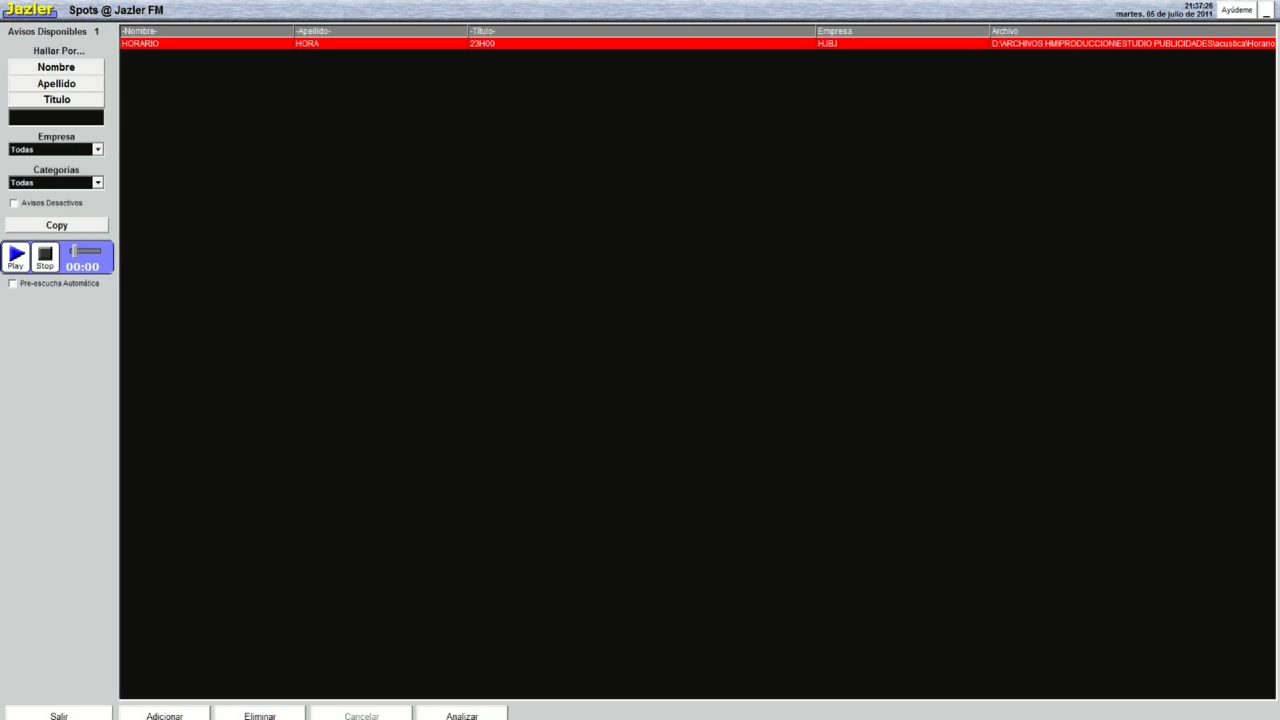 Jazler Spots @ Jazler FM
21:37:26
martes, 05 de julio de 2011
Ayúdeme
Avisos Disponibles 1
Hallar Por...
Nombre
Apellido
Titulo
Empresa
Todas
Categorías
Todas
Avisos Desactivos
Copy
Play
Stop
00:00
Pre-escucha Automática
-Nombre- -Apellido- -Titulo- Empresa Archivo
HORARIO HORA 23H00 HJBJ D:\ARCHIVOS HM\PRODUCCION\ESTUDIO PUBLICIDADES\acustica\Horario
Salir Adicionar Eliminar Cancelar Analizar